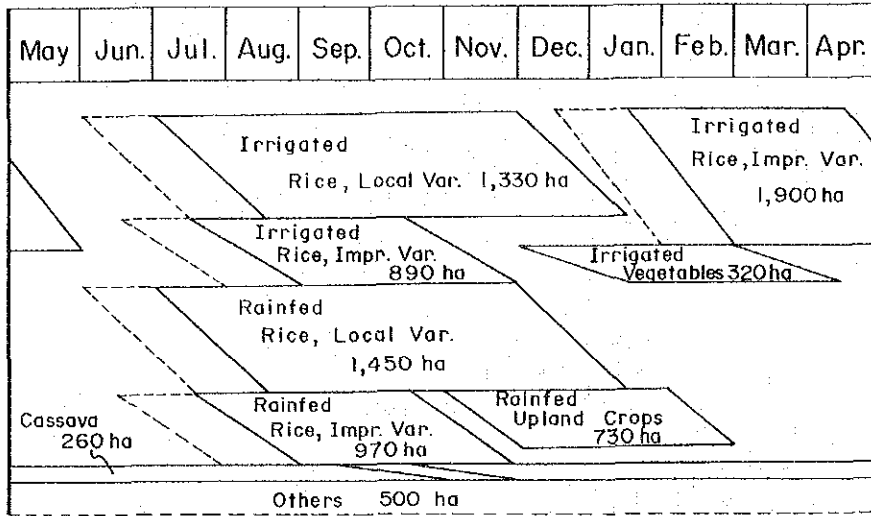 May Jun. Jul. Aug. Sep. Oct. Nov. Dec. Jan. Feb. Mar. Apr.
Irrigated
Rice, Local Var. 1,330 ha
Irrigated
Rice, Impr. Var.
1,900 ha
Irrigated
Rice, Impr. Var.
890 ha
Irrigated
Vegetables 320 ha
Rainfed
Rice, Local Var.
1,450 ha
Rainfed
Rice, Impr. Var.
970 ha
Rainfed
Upland Crops
730 ha
Cassava
260 ha
Others 500 ha